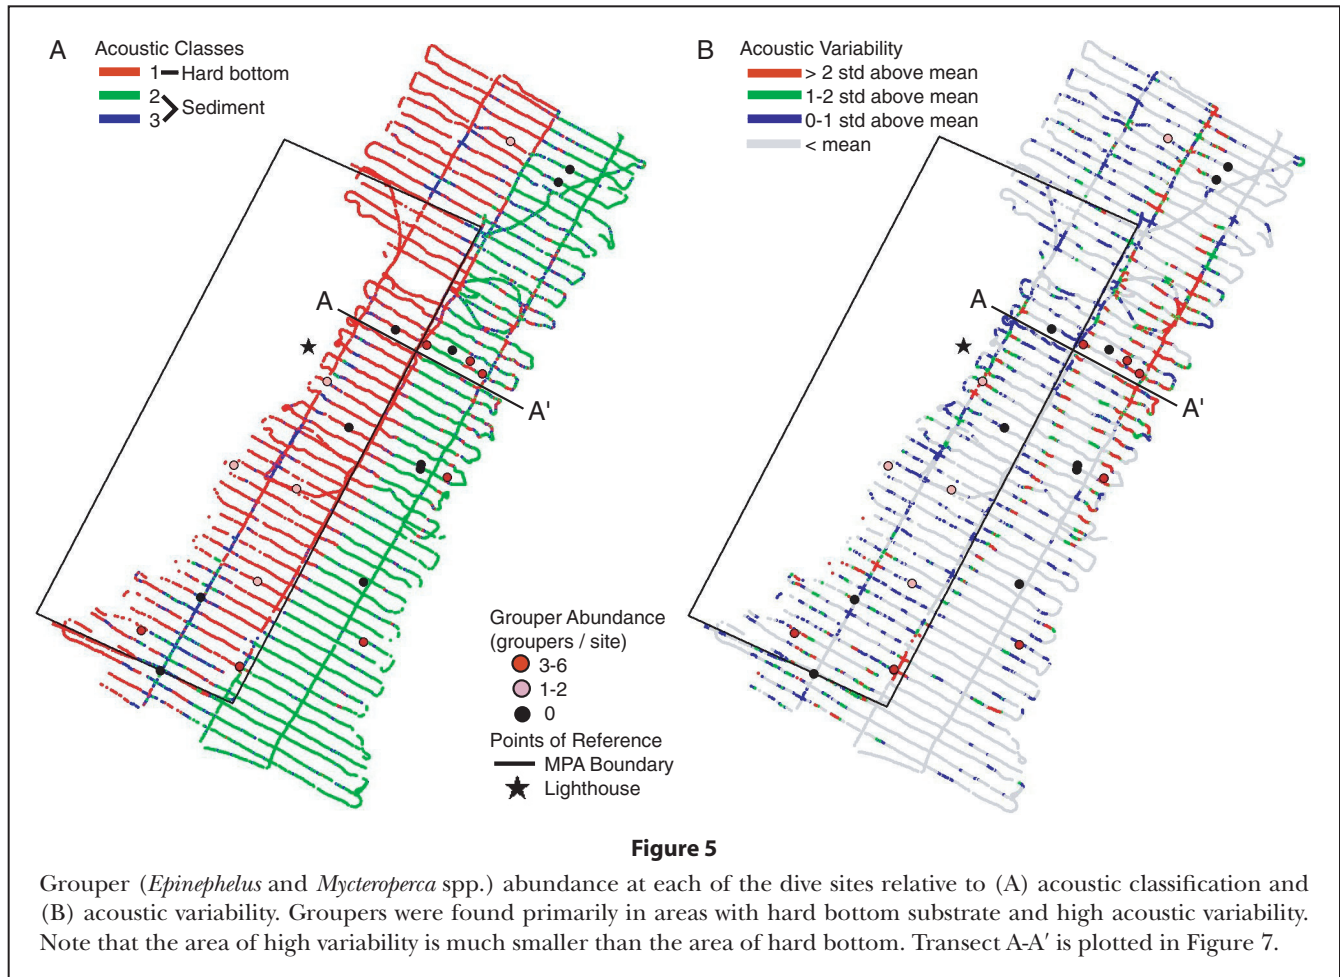 A
Acoustic Classes
1 Hard bottom
2
Sediment
3
B
Acoustic Variability
> 2 std above mean
1-2 std above mean
0-1 std above mean
< mean
A
A'
A
A'
Grouper Abundance
(groupers / site)
3-6
1-2
0
Points of Reference
MPA Boundary
Lighthouse
Figure 5
Grouper (Epinephelus and Mycteroperca spp.) abundance at each of the dive sites relative to (A) acoustic classification and
(B) acoustic variability. Groupers were found primarily in areas with hard bottom substrate and high acoustic variability.
Note that the area of high variability is much smaller than the area of hard bottom. Transect A-A′ is plotted in Figure 7.